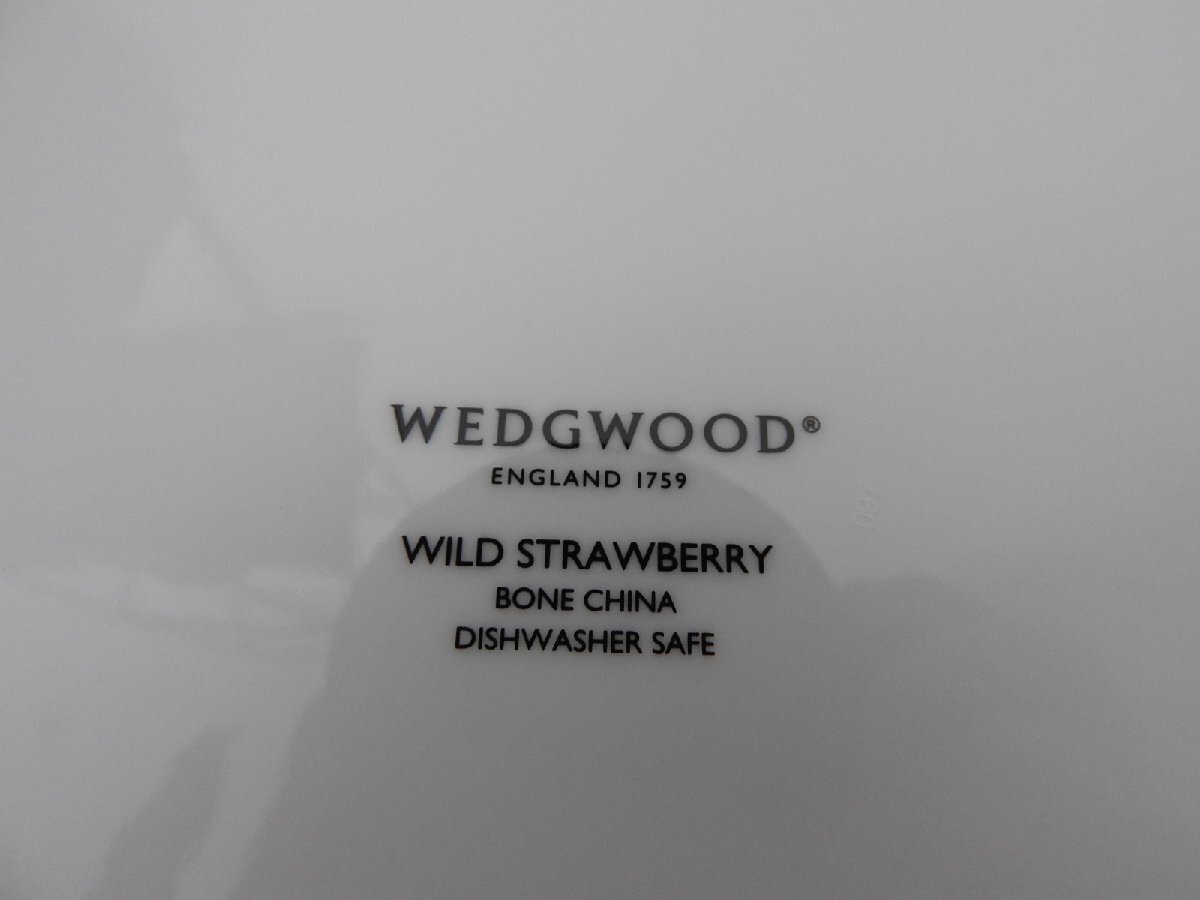 WEDGWOOD®
ENGLAND 1759
WILD STRAWBERRY
BONE CHINA
DISHWASHER SAFE